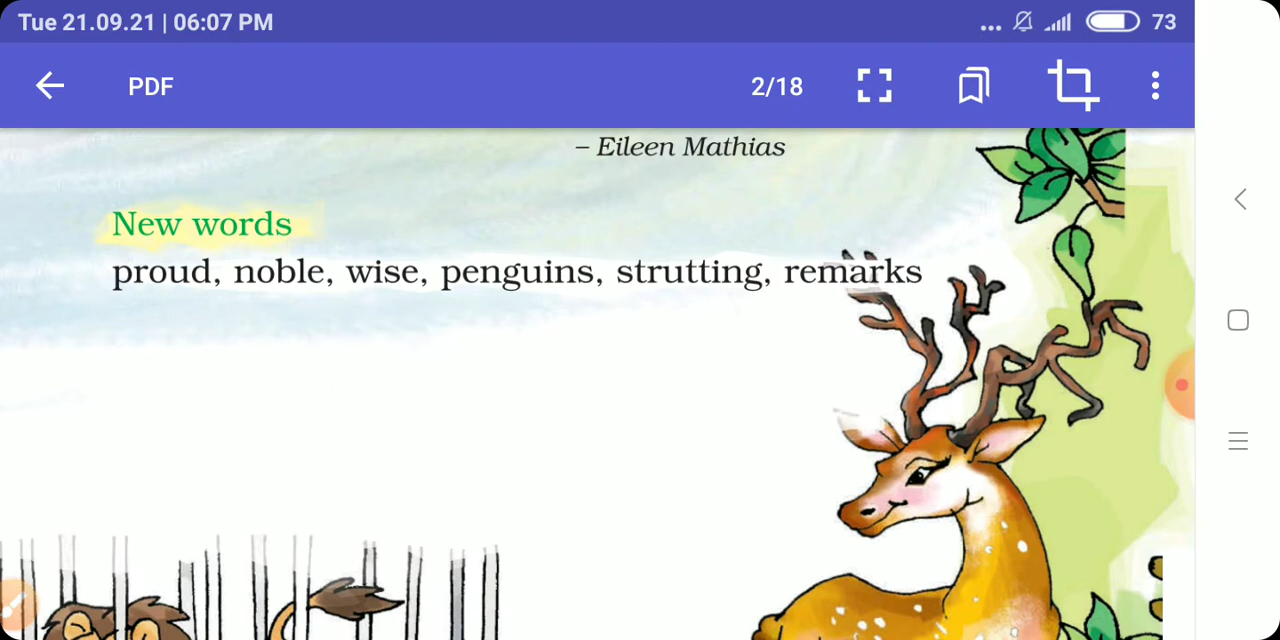 Tue 21.09.21 | 06:07 PM
73
PDF
2/18
– Eileen Mathias
New words
proud, noble, wise, penguins, strutting, remarks